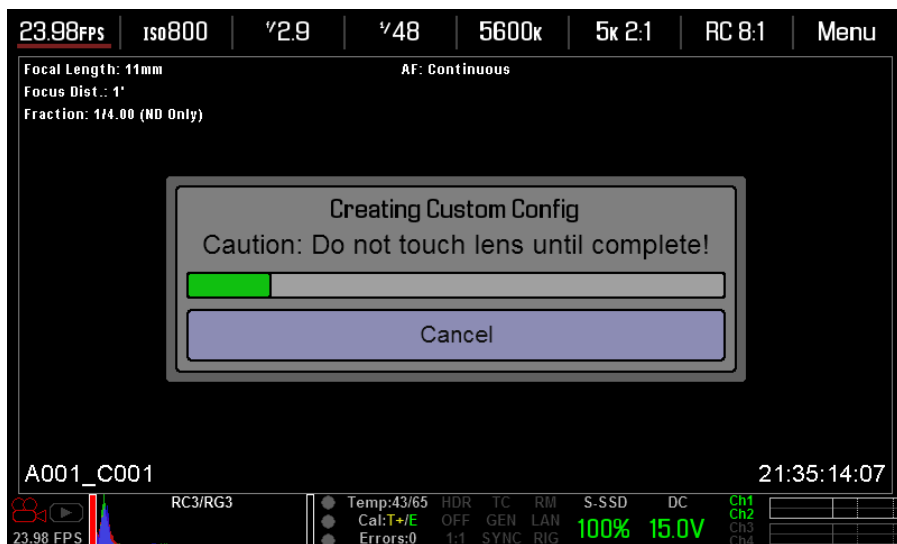 23.98FPS ISO800 f/2.9 1/48 5600K 5K 2:1 RC 8:1 Menu
Focal Length: 11mm
AF: Continuous
Focus Dist.: 1'
Fraction: 1/4.00 (ND Only)
Creating Custom Config
Caution: Do not touch lens until complete!
Cancel
A001_C001
21:35:14:07
RC3/RG3
Temp:43/65 HDR TC RM S-SSD DC Ch1
Cal:T+/E OFF GEN LAN 100% 15.0V Ch2
23.98 FPS Errors:0 1:1 SYNC RIG Ch3
Ch4